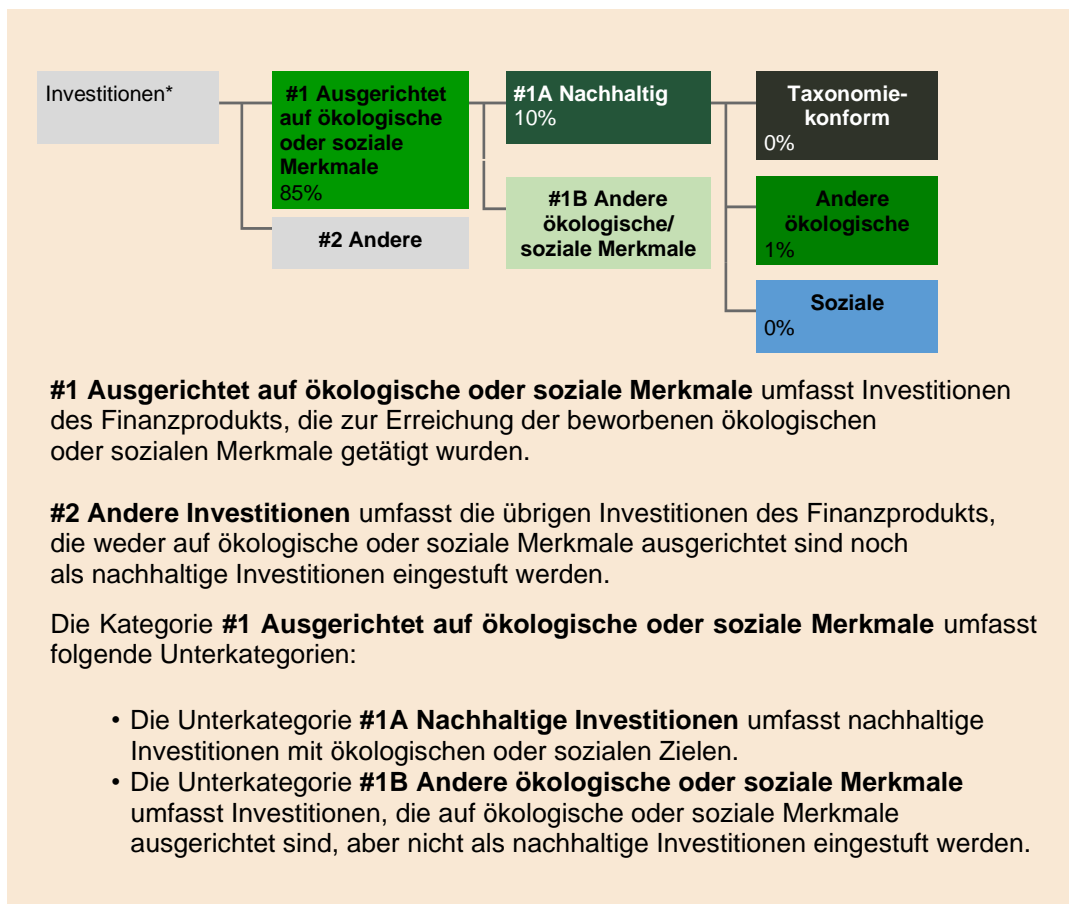 Investitionen*
#1 Ausgerichtet
auf ökologische
oder soziale
Merkmale
85%
#2 Andere
#1A Nachhaltig
10%
#1B Andere
ökologische/
soziale Merkmale
Taxonomie-
konform
0%
Andere
ökologische
1%
Soziale
0%
#1 Ausgerichtet auf ökologische oder soziale Merkmale umfasst Investitionen
des Finanzprodukts, die zur Erreichung der beworbenen ökologischen
oder sozialen Merkmale getätigt wurden.
#2 Andere Investitionen umfasst die übrigen Investitionen des Finanzprodukts,
die weder auf ökologische oder soziale Merkmale ausgerichtet sind noch
als nachhaltige Investitionen eingestuft werden.
Die Kategorie #1 Ausgerichtet auf ökologische oder soziale Merkmale umfasst
folgende Unterkategorien:
• Die Unterkategorie #1A Nachhaltige Investitionen umfasst nachhaltige
Investitionen mit ökologischen oder sozialen Zielen.
• Die Unterkategorie #1B Andere ökologische oder soziale Merkmale
umfasst Investitionen, die auf ökologische oder soziale Merkmale
ausgerichtet sind, aber nicht als nachhaltige Investitionen eingestuft werden.